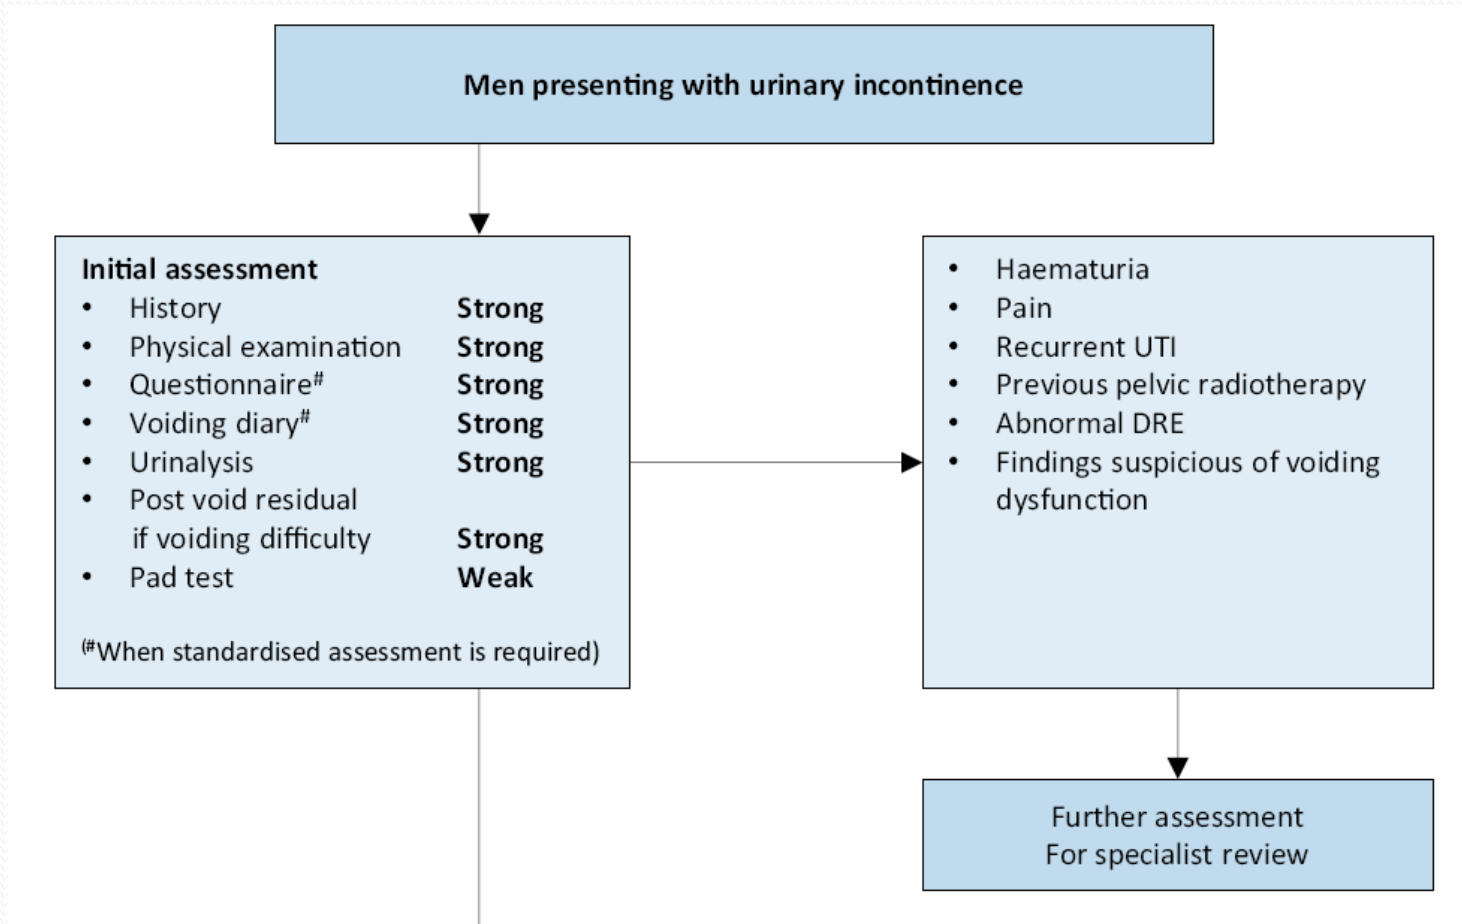 Men presenting with urinary incontinence
Initial assessment
• History Strong
• Physical examination Strong
• Questionnaire# Strong
• Voiding diary# Strong
• Urinalysis Strong
• Post void residual
if voiding difficulty Strong
• Pad test Weak
(#When standardised assessment is required)
• Haematuria
• Pain
• Recurrent UTI
• Previous pelvic radiotherapy
• Abnormal DRE
• Findings suspicious of voiding
dysfunction
Further assessment
For specialist review